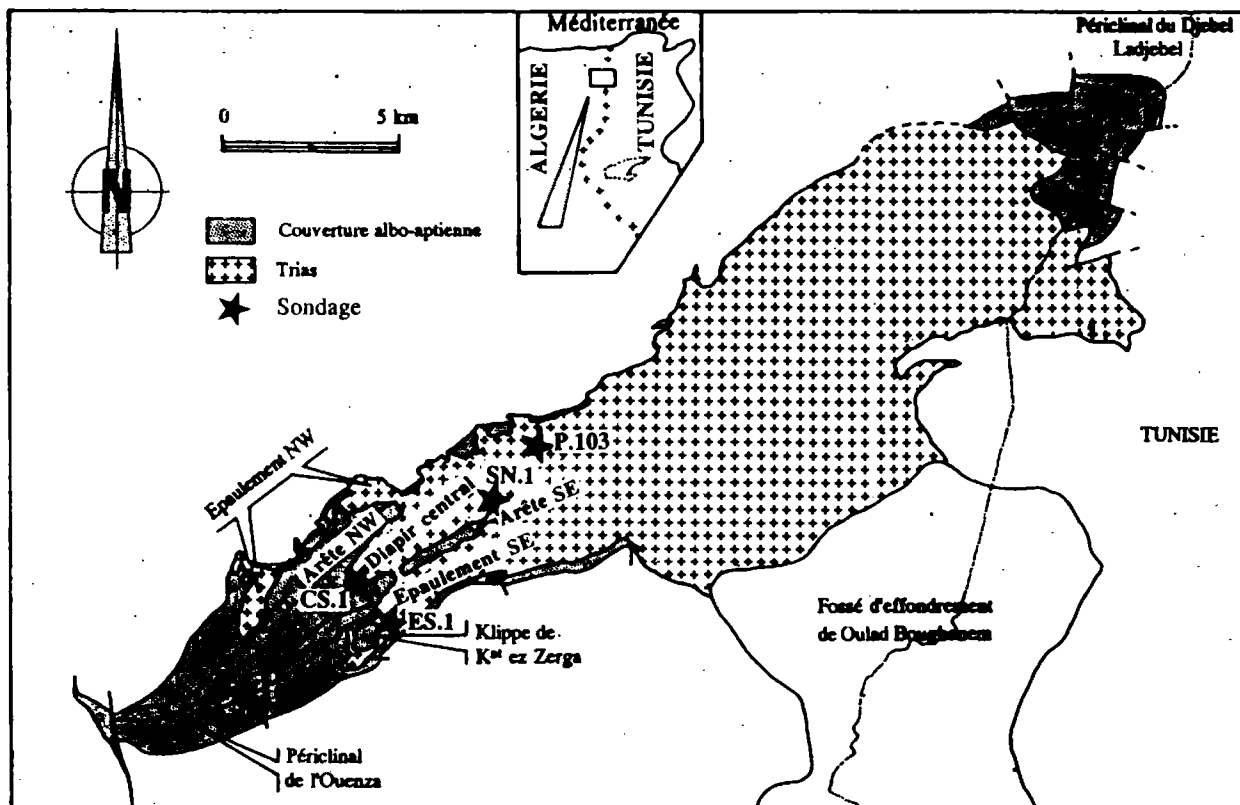 Méditerranée
ALGERIE
TUNISIE
Périclinal du Djebel
Ladjebel
0 5 km
N
Couverture albo-aptienne
Trias
Sondage
TUNISIE
P.103
SN.1
Epaulement NW
Arête NW
Diapir central
Arête SE
Epaulement SE
CS.1
ES.1
Klippe de
Kᵃᵗ ez Zerga
Fossé d'effondrement
de Oulad Boughanem
Périclinal
de l'Ouenza